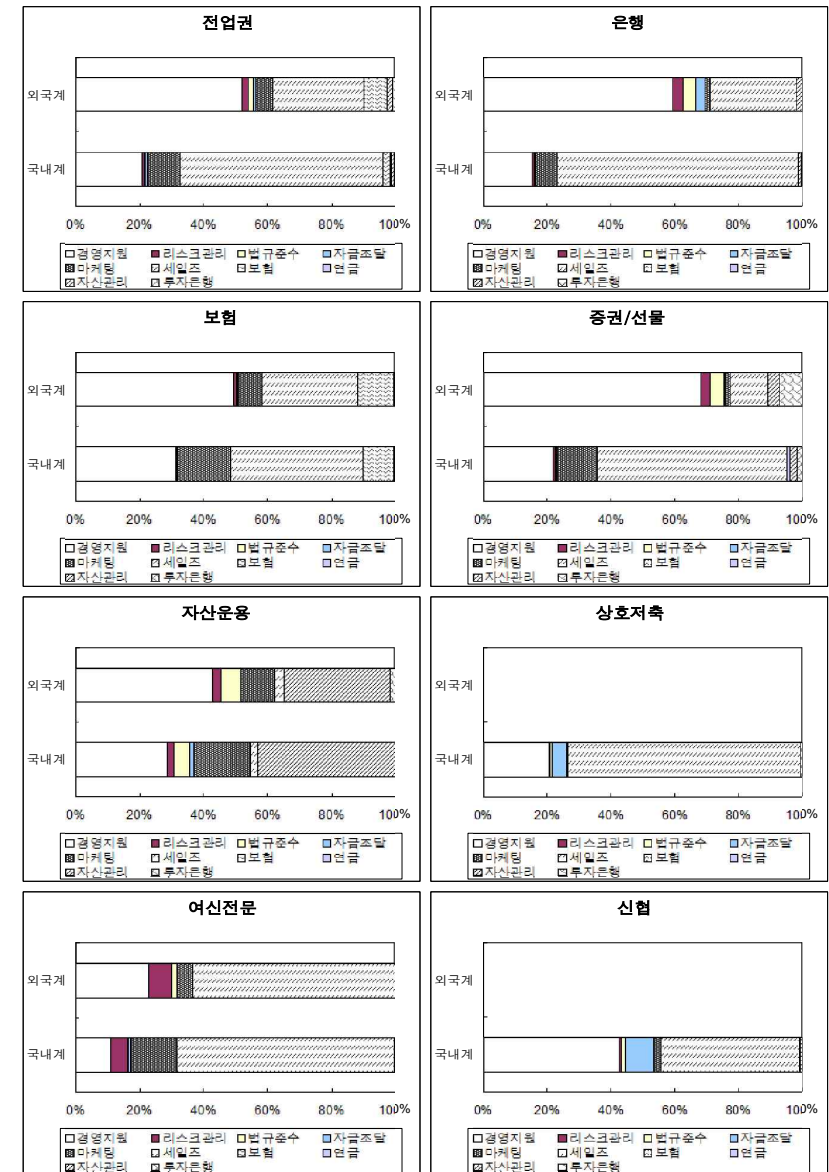 전업권
외국계
국내계
0% 20% 40% 60% 80% 100%
경영지원 리스크관리 법규준수 자금조달
마케팅 세일즈 보험 연금
자산관리 투자은행
은행
외국계
국내계
0% 20% 40% 60% 80% 100%
경영지원 리스크관리 법규준수 자금조달
마케팅 세일즈 보험 연금
자산관리 투자은행
보험
외국계
국내계
0% 20% 40% 60% 80% 100%
경영지원 리스크관리 법규준수 자금조달
마케팅 세일즈 보험 연금
자산관리 투자은행
증권/선물
외국계
국내계
0% 20% 40% 60% 80% 100%
경영지원 리스크관리 법규준수 자금조달
마케팅 세일즈 보험 연금
자산관리 투자은행
자산운용
외국계
국내계
0% 20% 40% 60% 80% 100%
경영지원 리스크관리 법규준수 자금조달
마케팅 세일즈 보험 연금
자산관리 투자은행
상호저축
외국계
국내계
0% 20% 40% 60% 80% 100%
경영지원 리스크관리 법규준수 자금조달
마케팅 세일즈 보험 연금
자산관리 투자은행
여신전문
외국계
국내계
0% 20% 40% 60% 80% 100%
경영지원 리스크관리 법규준수 자금조달
마케팅 세일즈 보험 연금
자산관리 투자은행
신협
외국계
국내계
0% 20% 40% 60% 80% 100%
경영지원 리스크관리 법규준수 자금조달
마케팅 세일즈 보험 연금
자산관리 투자은행